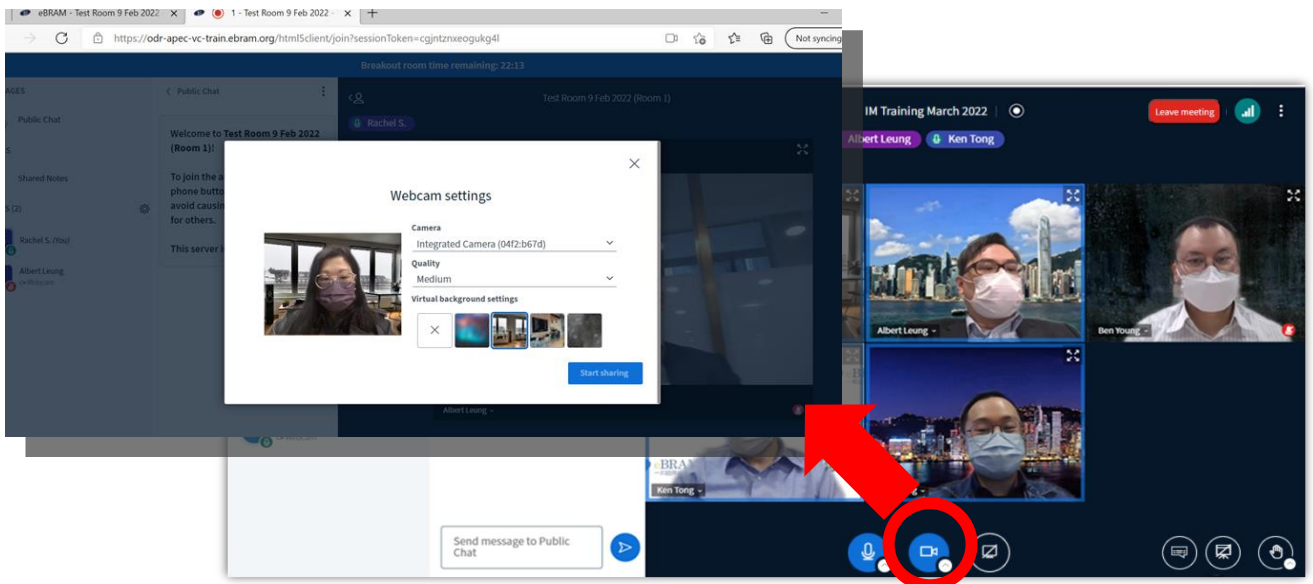 eBRAM - Test Room 9 Feb 2022
1 - Test Room 9 Feb 2022 -
https://odr-apec-vc-train.ebram.org/html5client/join?sessionToken=cgjntznxeogukg4l
Not syncing
Breakout room time remaining: 22:13
AGES
Public Chat
S
Shared Notes
S (2)
Rachel S. (You)
Albert Leung
Webcam
Public Chat
Welcome to Test Room 9 Feb 2022
(Room 1)!
To join the a
phone butto
avoid causin
for others.
This server i
Test Room 9 Feb 2022 (Room 1)
Rachel S.
Webcam settings
Camera
Integrated Camera (04f2:b67d)
Quality
Medium
Virtual background settings
Start sharing
Albert Leung
IM Training March 2022
Leave meeting
Albert Leung
Ken Tong
Albert Leung
Ben Young
eBRA
Ken Tong
Send message to Public
Chat